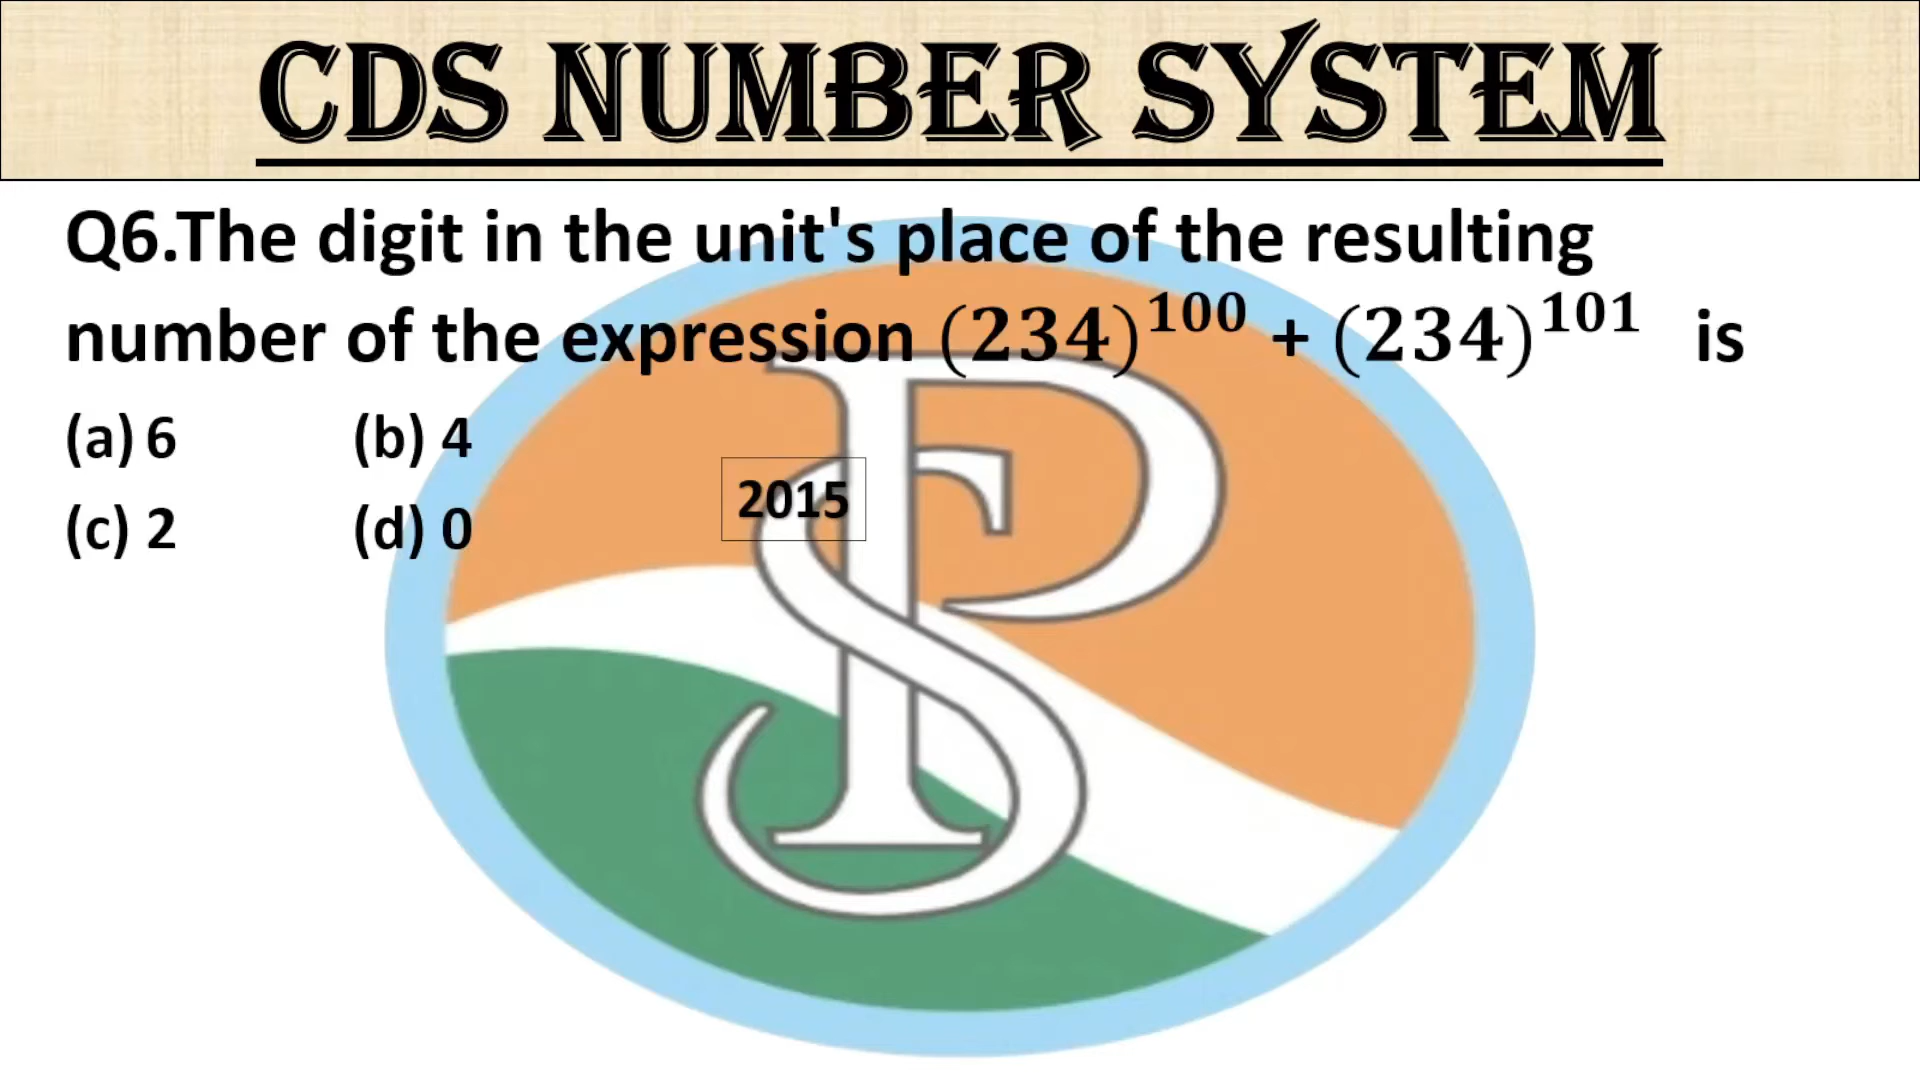 CDS NUMBER SYSTEM
Q6.The digit in the unit's place of the resulting
number of the expression (234)^100 + (234)^101 is
(a) 6 (b) 4
2015
(c) 2 (d) 0